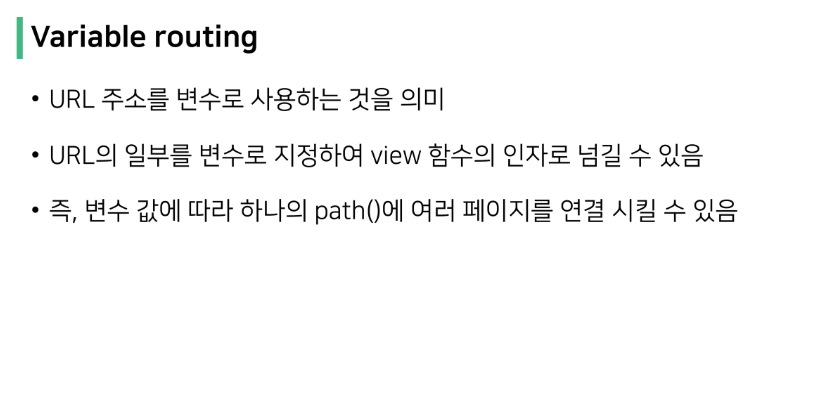 Variable routing
• URL 주소를 변수로 사용하는 것을 의미
• URL의 일부를 변수로 지정하여 view 함수의 인자로 넘길 수 있음
• 즉, 변수 값에 따라 하나의 path()에 여러 페이지를 연결 시킬 수 있음